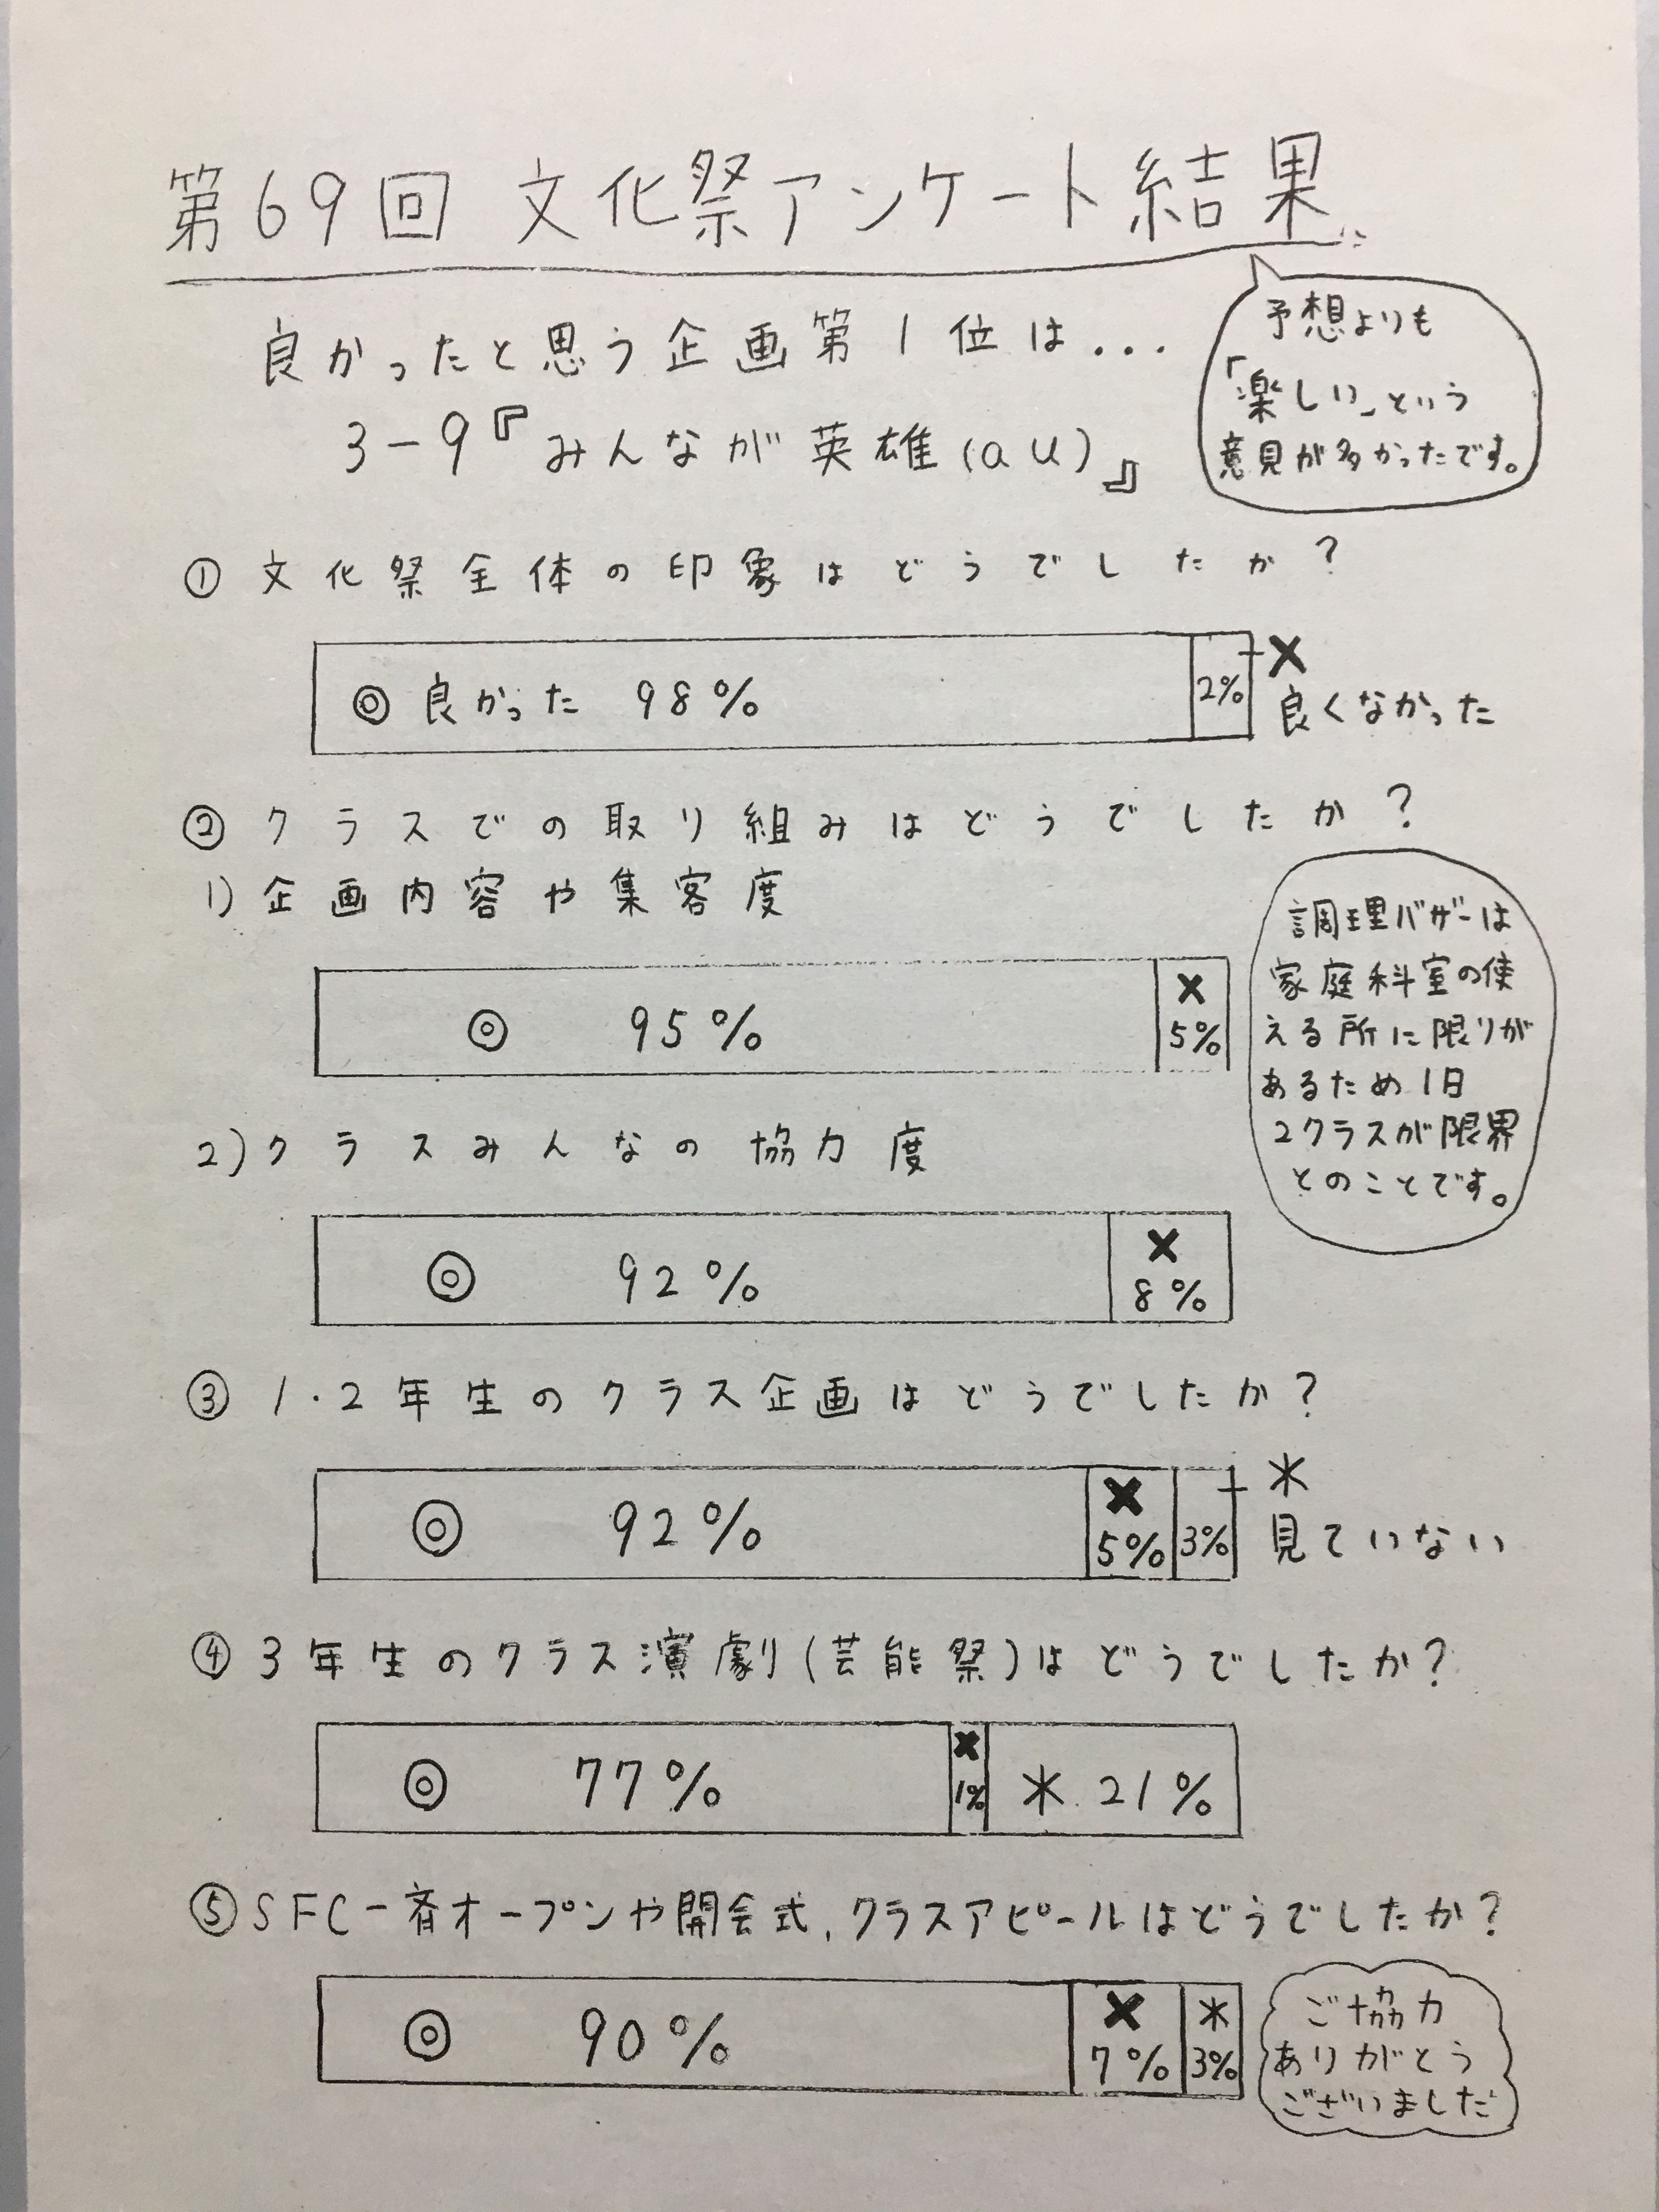 第69回 文化祭アンケート結果
予想よりも
「楽しい」という
意見が多かったです。
良かったと思う企画第1位は...
3-9『みんなが英雄(au)』
① 文化祭全体の印象はどうでしたか?
◎ 良かった 98% 2% ×
良くなかった
② クラスでの取り組みはどうでしたか?
1) 企画内容や集客度
◎ 95% ×
5%
調理バザーは
家庭科室の使
える所に限りが
あるため1日
2クラスが限界
とのことです。
2) クラスみんなの協力度
◎ 92% ×
8%
③ 1・2年生のクラス企画はどうでしたか?
◎ 92% ×
5% 3% *
見ていない
④ 3年生のクラス演劇(芸能祭)はどうでしたか?
◎ 77% ×
1% * 21%
⑤ SFC一斉オープンや開会式、クラスアピールはどうでしたか?
◎ 90% ×
7% *
3%
ご協力
ありがとう
ございました